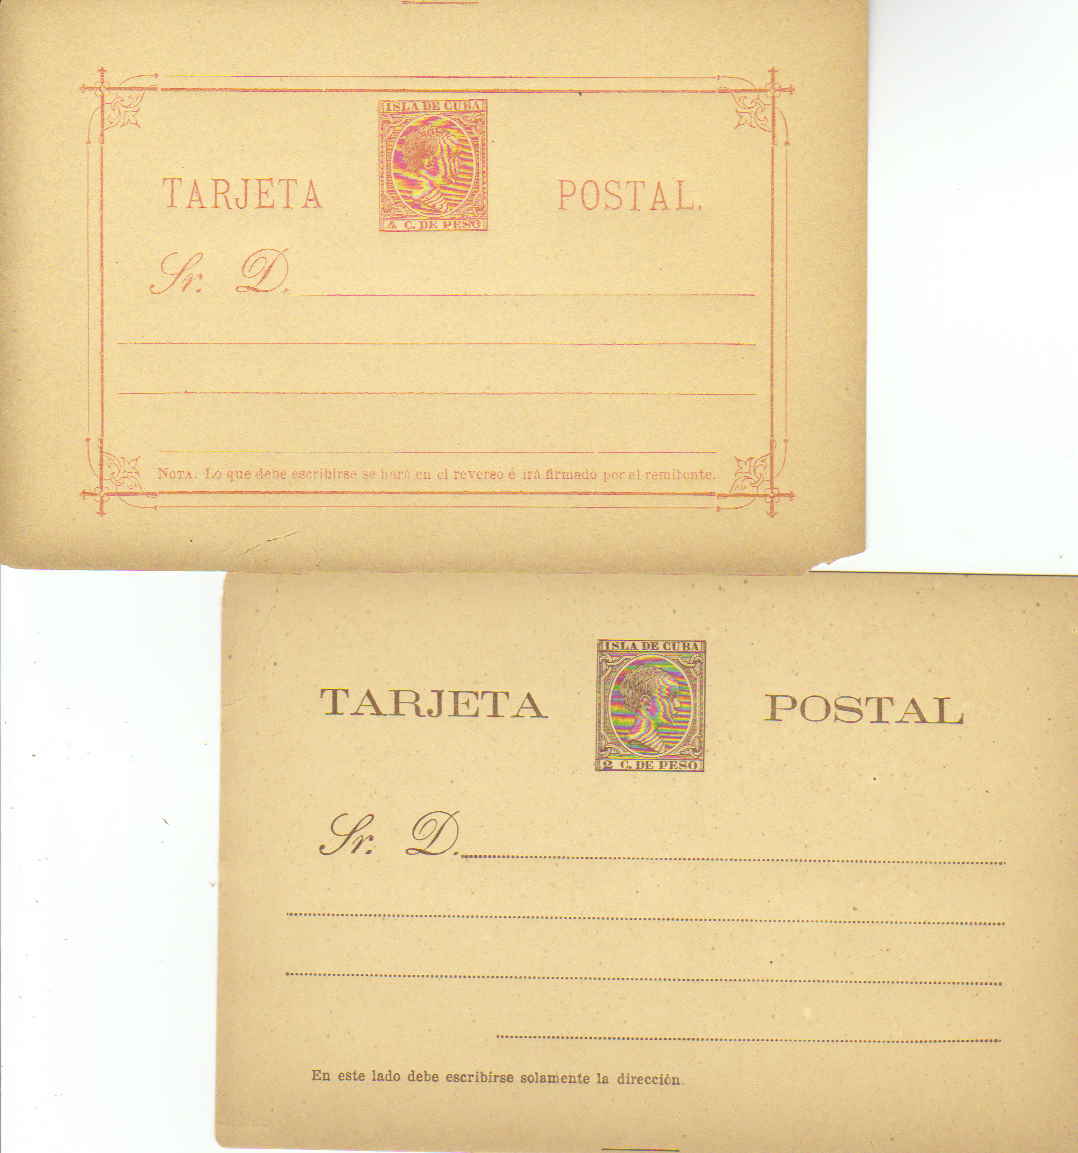 ISLA DE CUBA
TARJETA POSTAL.
4 C. DE PESO
Sr. D.
NOTA. Lo que debe escribirse se hará en el reverso é irá firmado por el remitente.
ISLA DE CUBA
TARJETA POSTAL
2 C. DE PESO
Sr. D.
En este lado debe escribirse solamente la dirección.